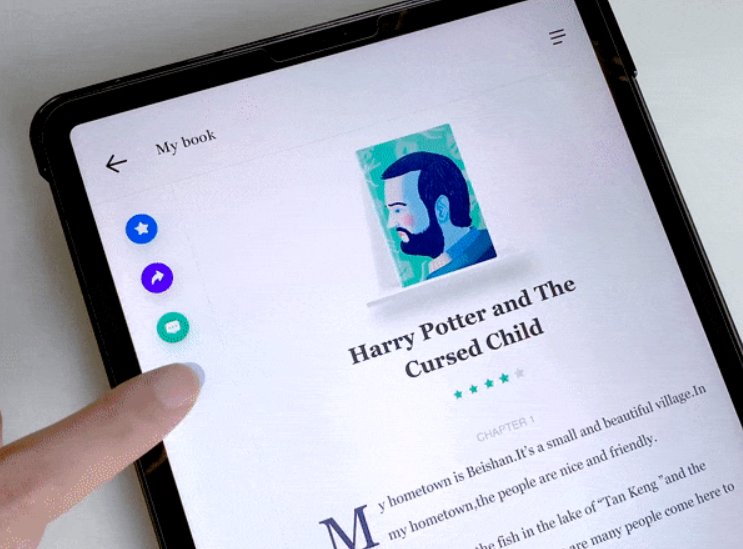 My book
Harry Potter and The
Cursed Child
CHAPTER 1
My hometown is Beishan.It's a small and beautiful village.In
my hometown,the people are nice and friendly.
the fish in the lake of "Tan Keng "and the
are many people come here to